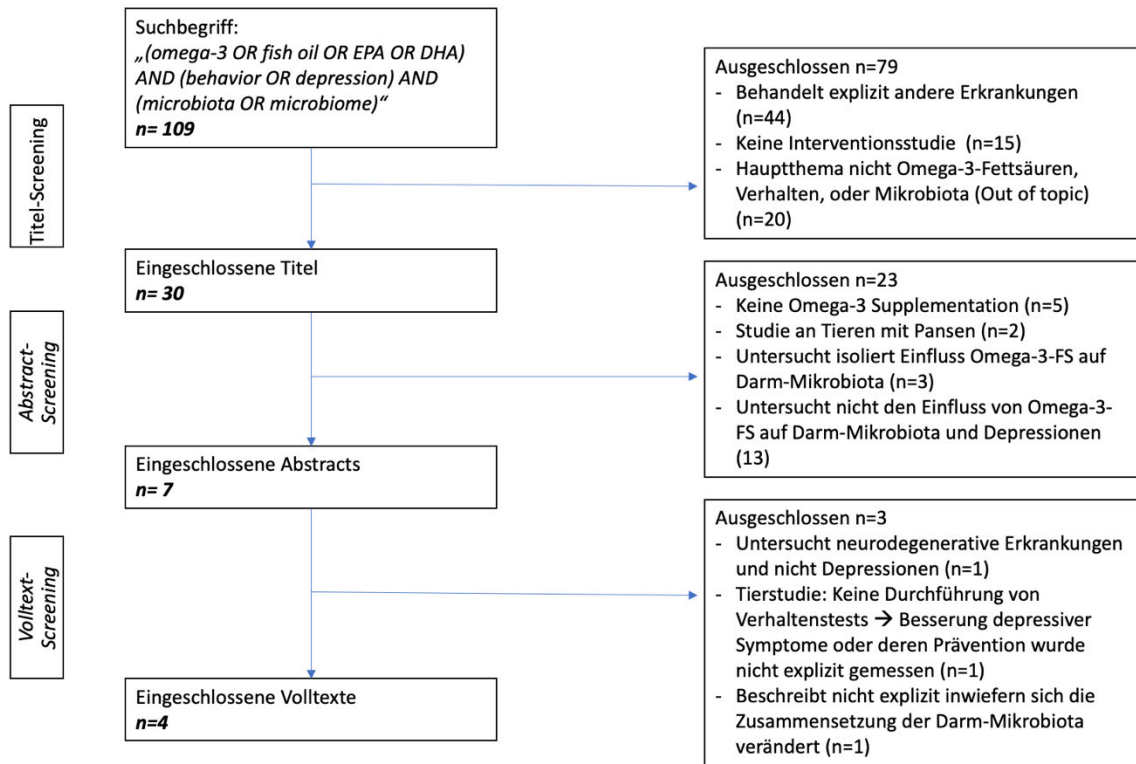 Suchbegriff:
„(omega-3 OR fish oil OR EPA OR DHA)
AND (behavior OR depression) AND
(microbiota OR microbiome)“
n= 109
Titel-Screening
Ausgeschlossen n=79
- Behandelt explizit andere Erkrankungen
(n=44)
- Keine Interventionsstudie (n=15)
- Hauptthema nicht Omega-3-Fettsäuren,
Verhalten, oder Mikrobiota (Out of topic)
(n=20)
Eingeschlossene Titel
n= 30
Abstract-
Screening
Ausgeschlossen n=23
- Keine Omega-3 Supplementation (n=5)
- Studie an Tieren mit Pansen (n=2)
- Untersucht isoliert Einfluss Omega-3-FS auf
Darm-Mikrobiota (n=3)
- Untersucht nicht den Einfluss von Omega-3-
FS auf Darm-Mikrobiota und Depressionen
(13)
Eingeschlossene Abstracts
n= 7
Volltext-
Screening
Ausgeschlossen n=3
- Untersucht neurodegenerative Erkrankungen
und nicht Depressionen (n=1)
- Tierstudie: Keine Durchführung von
Verhaltenstests → Besserung depressiver
Symptome oder deren Prävention wurde
nicht explizit gemessen (n=1)
- Beschreibt nicht explizit inwiefern sich die
Zusammensetzung der Darm-Mikrobiota
verändert (n=1)
Eingeschlossene Volltexte
n=4